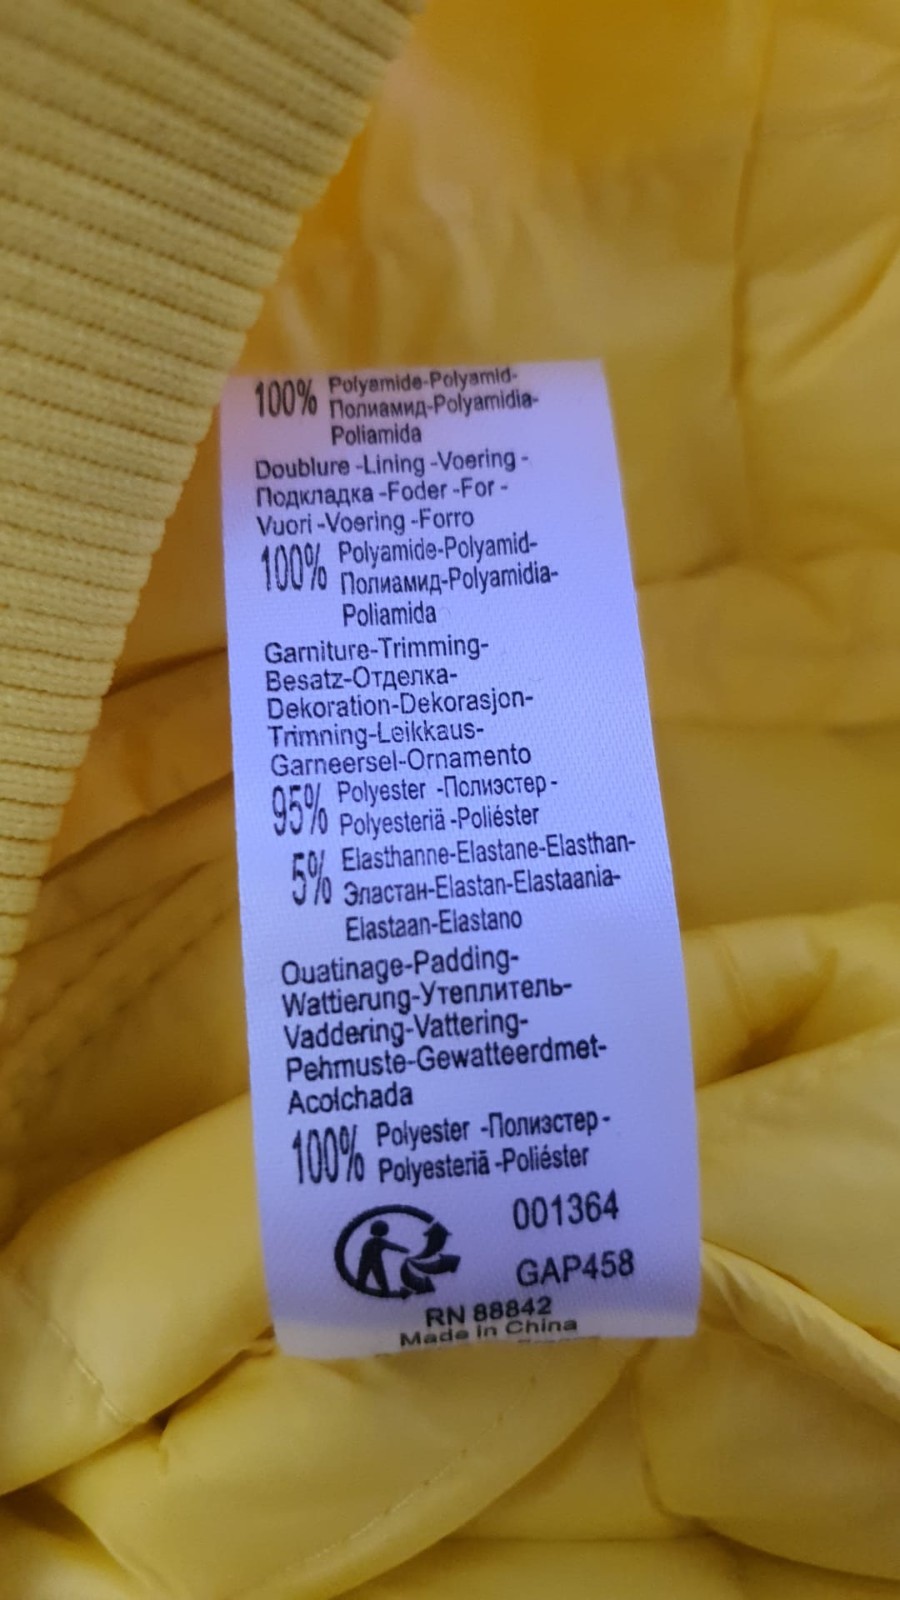 100% Polyamide-Polyamid-
Полиамид-Polyamidia-
Poliamida
Doublure -Lining -Voering -
Подкладка -Foder -For -
Vuori -Voering -Forro
100% Polyamide-Polyamid-
Полиамид-Polyamidia-
Poliamida
Garniture-Trimming-
Besatz-Отделка-
Dekoration-Dekorasjon-
Trimning-Leikkaus-
Garneersel-Ornamento
95% Polyester -Полиэстер -
Polyesteriä -Poliéster
5% Elasthanne-Elastane-Elasthan-
Эластан-Elastan-Elastaania-
Elastaan-Elastano
Ouatinage-Padding-
Wattierung-Утеплитель-
Vaddering-Vattering-
Pehmuste-Gewatteerdmet-
Acolchada
100% Polyester -Полиэстер -
Polyesteriä -Poliéster
001364
GAP458
RN 88842
Made in China